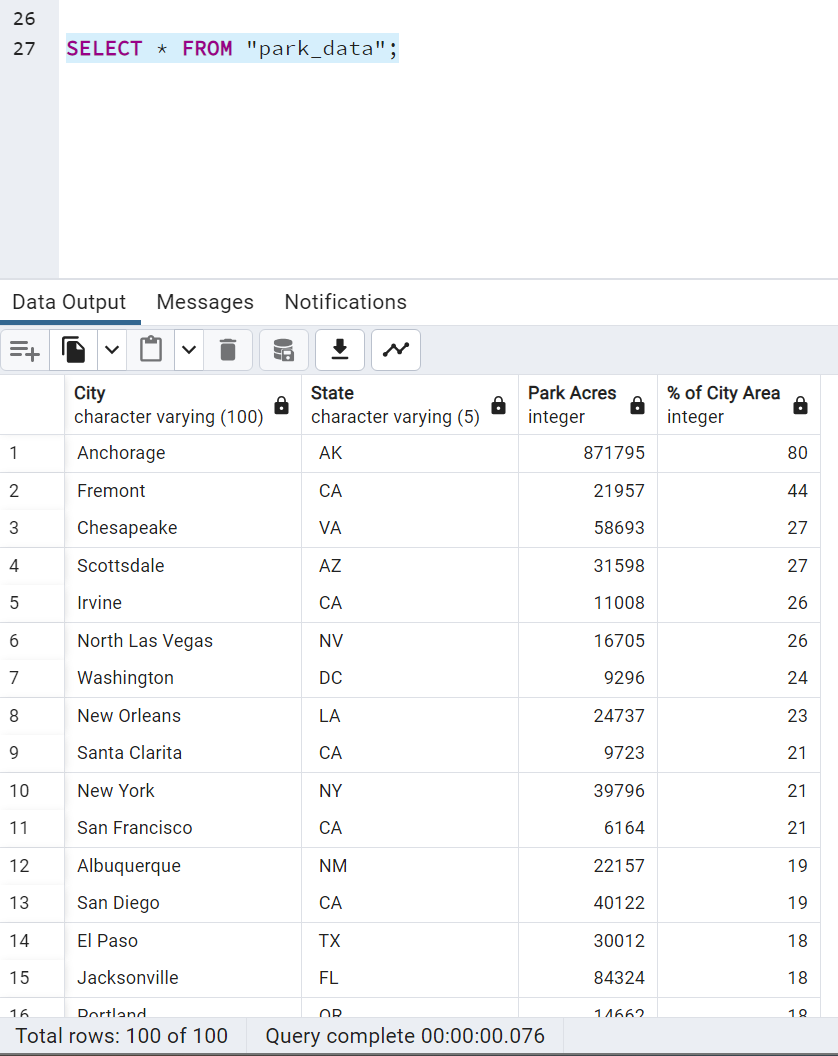 26
27 SELECT * FROM "park_data";
Data Output Messages Notifications
City State Park Acres % of City Area
character varying (100) character varying (5) integer integer
1 Anchorage AK 871795 80
2 Fremont CA 21957 44
3 Chesapeake VA 58693 27
4 Scottsdale AZ 31598 27
5 Irvine CA 11008 26
6 North Las Vegas NV 16705 26
7 Washington DC 9296 24
8 New Orleans LA 24737 23
9 Santa Clarita CA 9723 21
10 New York NY 39796 21
11 San Francisco CA 6164 21
12 Albuquerque NM 22157 19
13 San Diego CA 40122 19
14 El Paso TX 30012 18
15 Jacksonville FL 84324 18
16 Portland OR 14662 18
Total rows: 100 of 100 Query complete 00:00:00.076